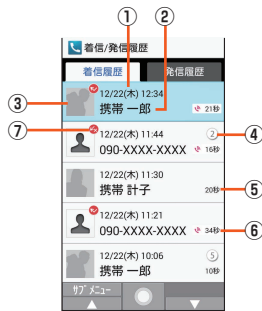 ① ②
着信/発信履歴
着信履歴 発信履歴
③
12/22(木) 12:34
携帯 一郎 21秒
⑦
12/22(木) 11:44 2 ④
090-XXXX-XXXX 16秒
12/22(木) 11:30
携帯 計子 20秒 ⑤
12/22(木) 11:21
090-XXXX-XXXX 34秒 ⑥
12/22(木) 10:06 5
携帯 一郎 10秒
サブメニュー